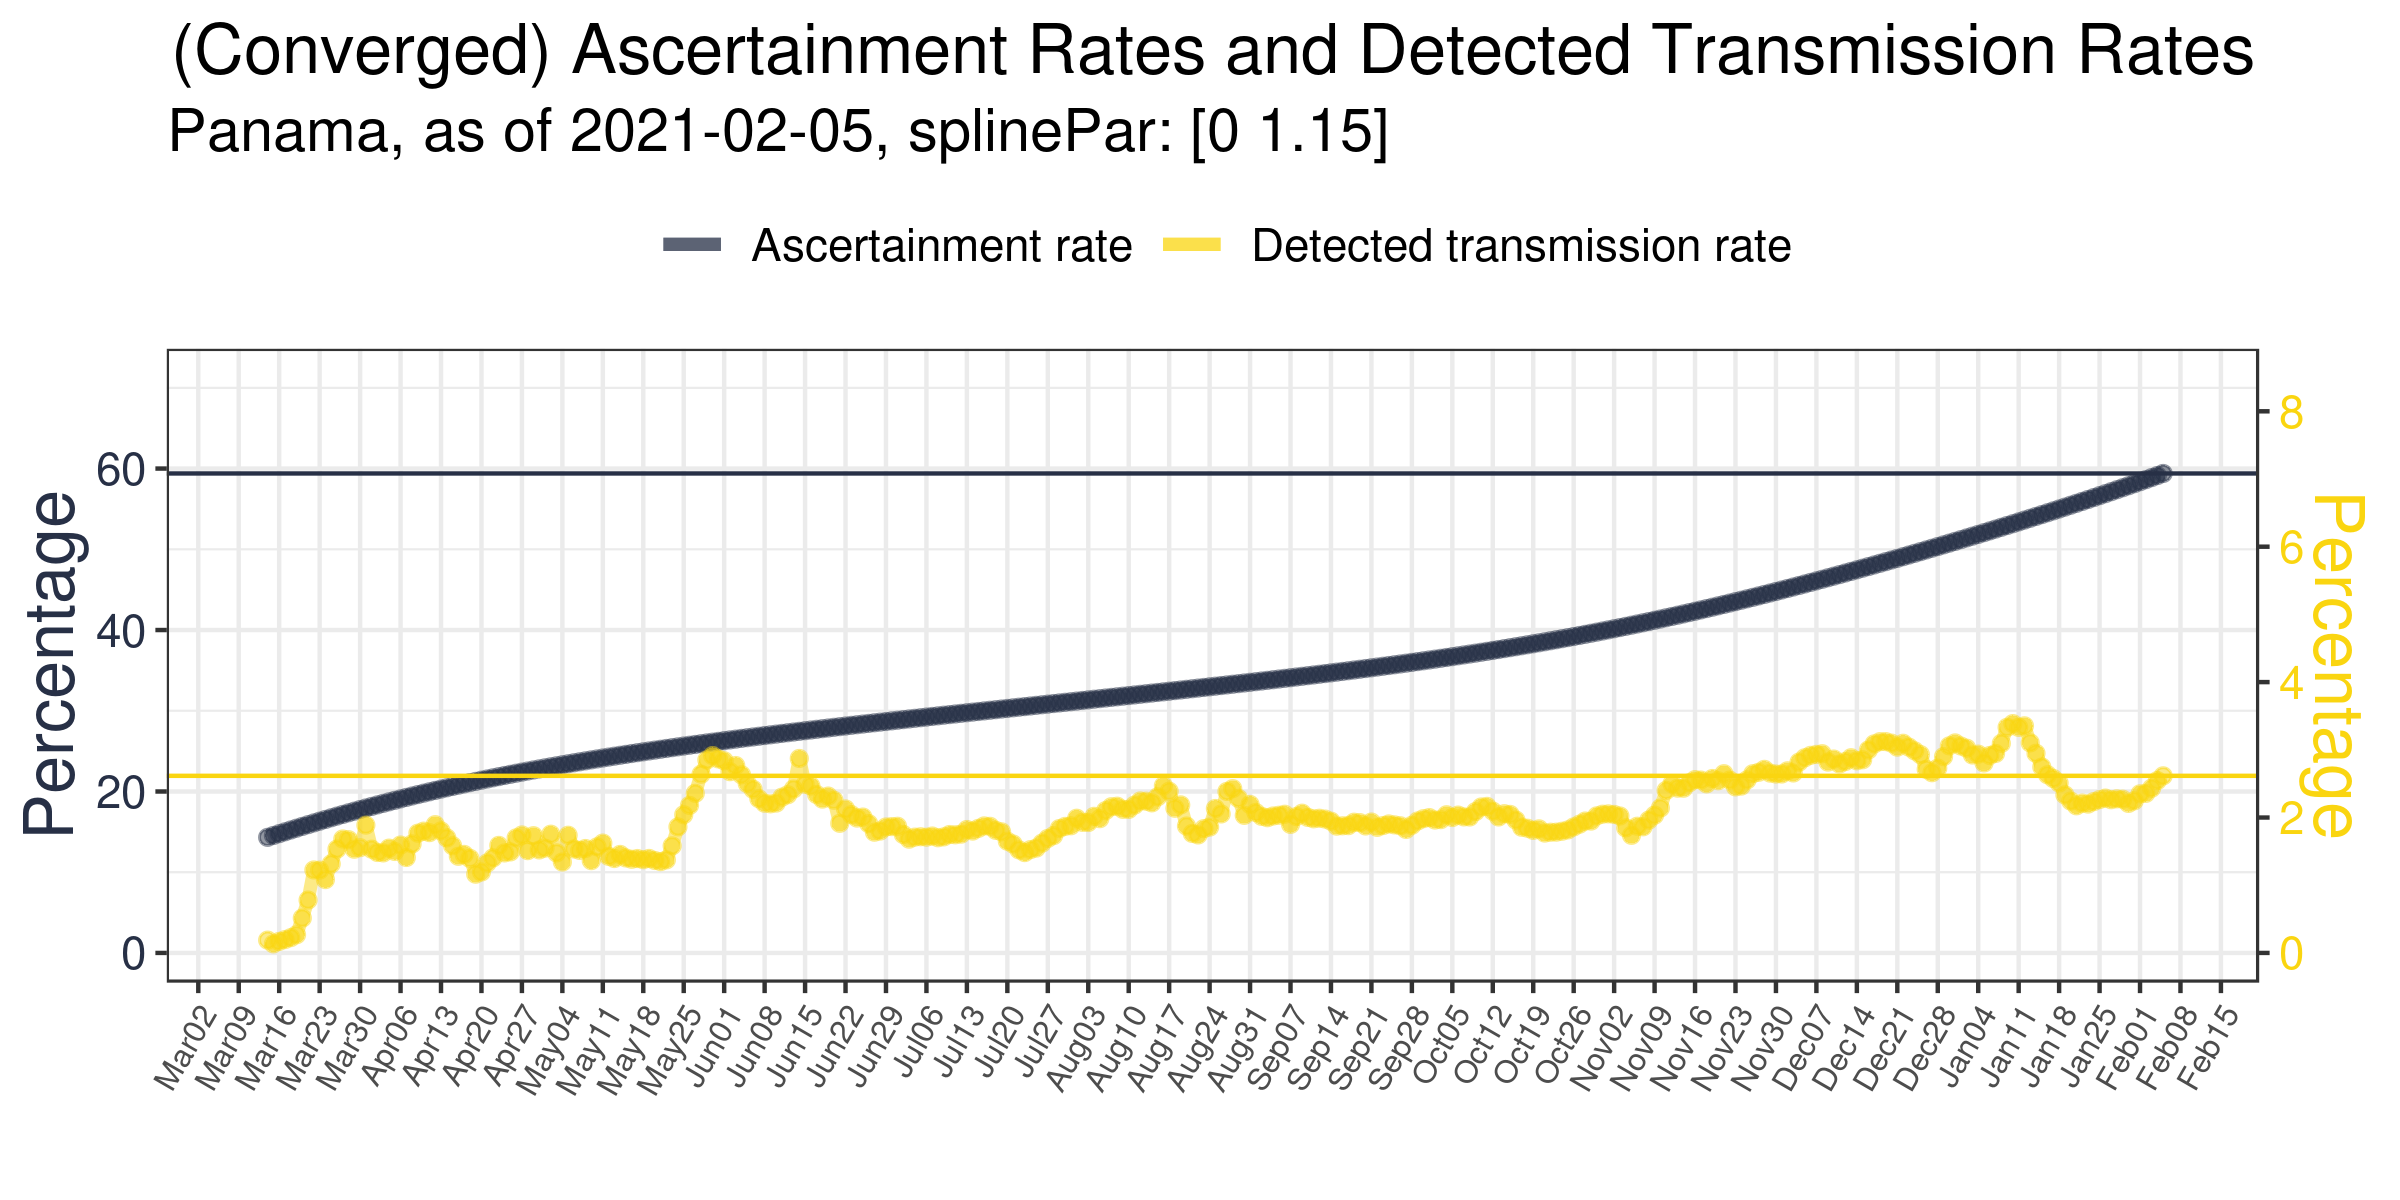 (Converged) Ascertainment Rates and Detected Transmission Rates
Panama, as of 2021-02-05, splinePar: [0 1.15]
Ascertainment rate Detected transmission rate
Percentage
60
40
20
0
8
6
4
2
0
Percentage
Mar02 Mar09 Mar16 Mar23 Mar30 Apr06 Apr13 Apr20 Apr27 May04 May11 May18 May25 Jun01 Jun08 Jun15 Jun22 Jun29 Jul06 Jul13 Jul20 Jul27 Aug03 Aug10 Aug17 Aug24 Aug31 Sep07 Sep14 Sep21 Sep28 Oct05 Oct12 Oct19 Oct26 Nov02 Nov09 Nov16 Nov23 Nov30 Dec07 Dec14 Dec21 Dec28 Jan04 Jan11 Jan18 Jan25 Feb01 Feb08 Feb15